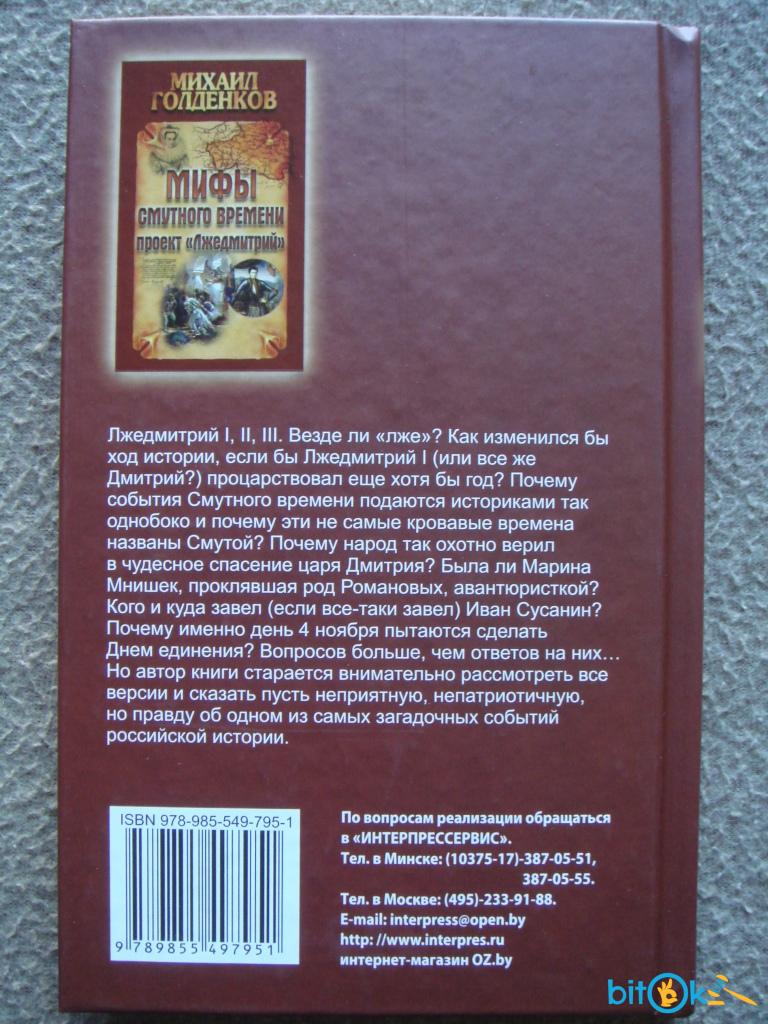 МИХАИЛ
ГОЛДЕНКОВ
МИФЫ
СМУТНОГО ВРЕМЕНИ
проект «Лжедмитрий»
Лжедмитрий I, II, III. Везде ли «лже»? Как изменился бы
ход истории, если бы Лжедмитрий I (или все же
Дмитрий?) процарствовал еще хотя бы год? Почему
события Смутного времени подаются историками так
однобоко и почему эти не самые кровавые времена
названы Смутой? Почему народ так охотно верил
в чудесное спасение царя Дмитрия? Была ли Марина
Мнишек, проклявшая род Романовых, авантюристкой?
Кого и куда завел (если все-таки завел) Иван Сусанин?
Почему именно день 4 ноября пытаются сделать
Днем единения? Вопросов больше, чем ответов на них...
Но автор книги старается внимательно рассмотреть все
версии и сказать пусть неприятную, непатриотичную,
но правду об одном из самых загадочных событий
российской истории.
ISBN 978-985-549-795-1
9 789855 497951
По вопросам реализации обращаться
в «ИНТЕРПРЕССЕРВИС».
Тел. в Минске: (10375-17)-387-05-51,
387-05-55.
Тел. в Москве: (495)-233-91-88.
E-mail: interpress@open.by
http: //www.interpres.ru
интернет-магазин OZ.by
bitOk